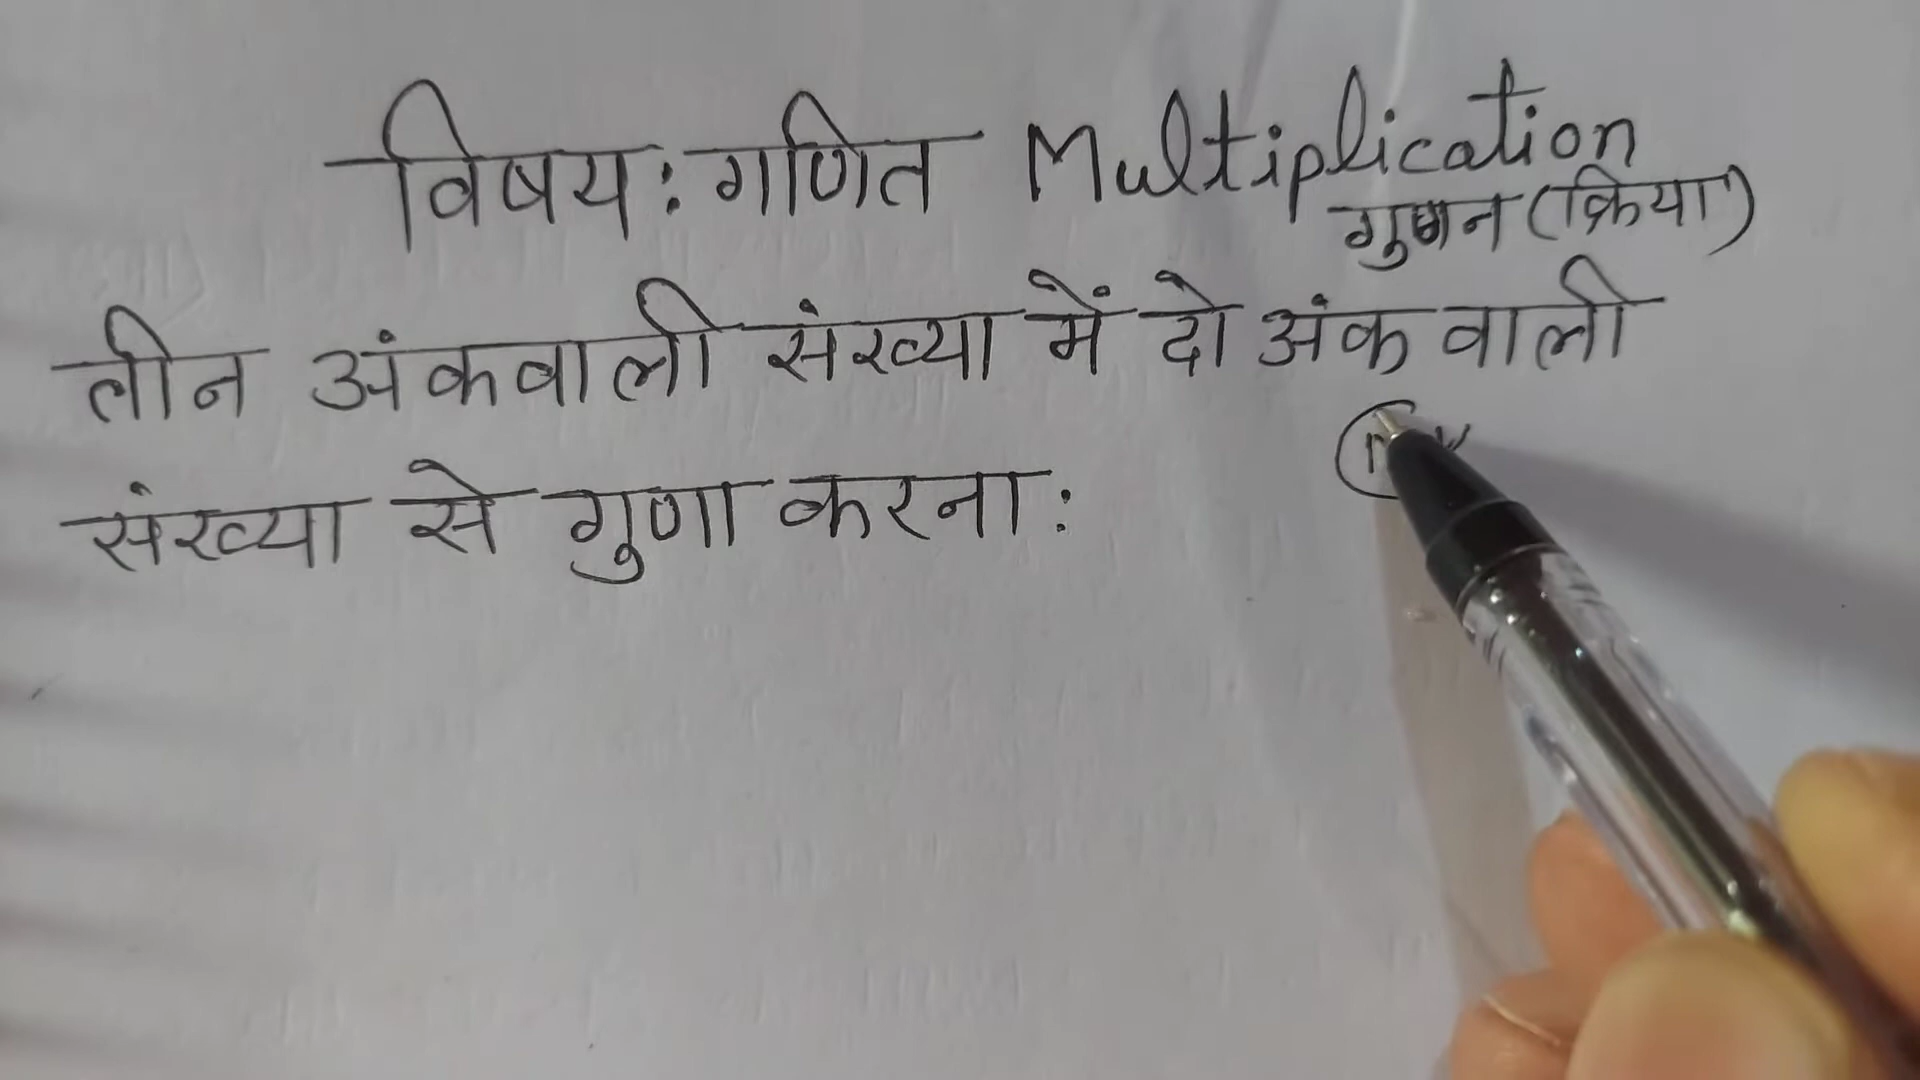 विषय: गणित Multiplication
गुणन (क्रिया)
तीन अंकवाली संख्या में दो अंक वाली
संख्या से गुणा करना: